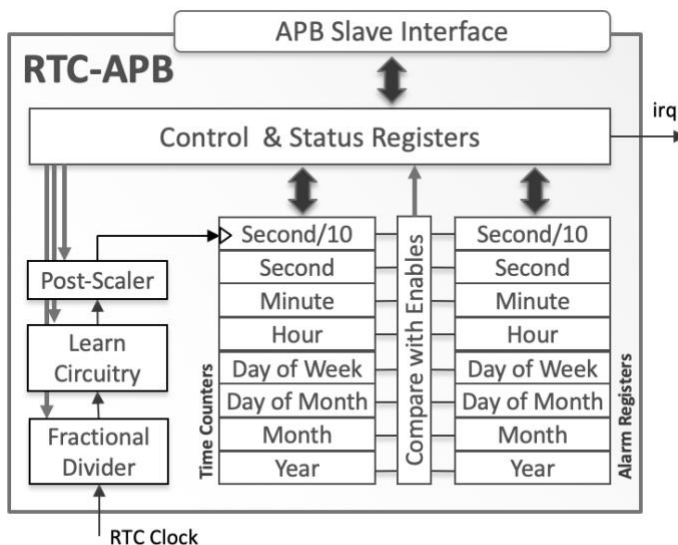 APB Slave Interface
RTC-APB
Control & Status Registers
irq
Post-Scaler
Learn
Circuitry
Fractional
Divider
RTC Clock
Time Counters
Second/10
Second
Minute
Hour
Day of Week
Day of Month
Month
Year
Compare with Enables
Second/10
Second
Minute
Hour
Day of Week
Day of Month
Month
Year
Alarm Registers